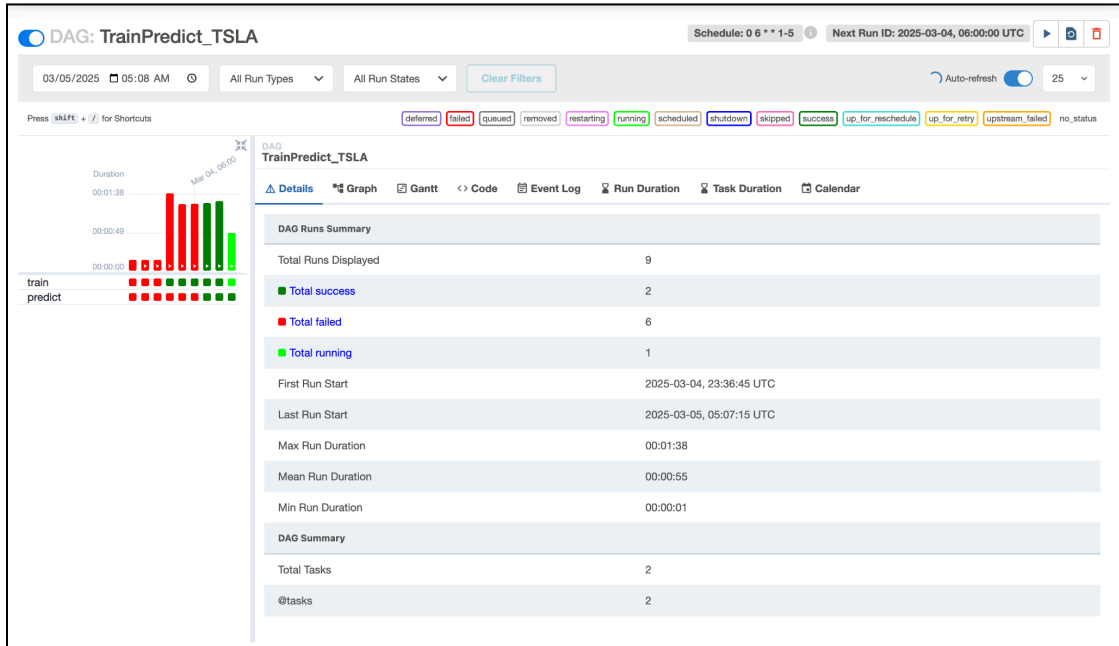 DAG: TrainPredict_TSLA
Schedule: 0 6 * * 1-5
Next Run ID: 2025-03-04, 06:00:00 UTC
03/05/2025 05:08 AM
All Run Types
All Run States
Clear Filters
Auto-refresh
25
Press shift + / for Shortcuts
deferred failed queued removed restarting running scheduled shutdown skipped success up_for_reschedule up_for_retry upstream_failed no_status
Duration
Mar 04, 06:00
00:01:38
00:00:49
00:00:00
train
predict
DAG
TrainPredict_TSLA
Details Graph Gantt <> Code Event Log Run Duration Task Duration Calendar
DAG Runs Summary
Total Runs Displayed 9
Total success 2
Total failed 6
Total running 1
First Run Start 2025-03-04, 23:36:45 UTC
Last Run Start 2025-03-05, 05:07:15 UTC
Max Run Duration 00:01:38
Mean Run Duration 00:00:55
Min Run Duration 00:00:01
DAG Summary
Total Tasks 2
@tasks 2